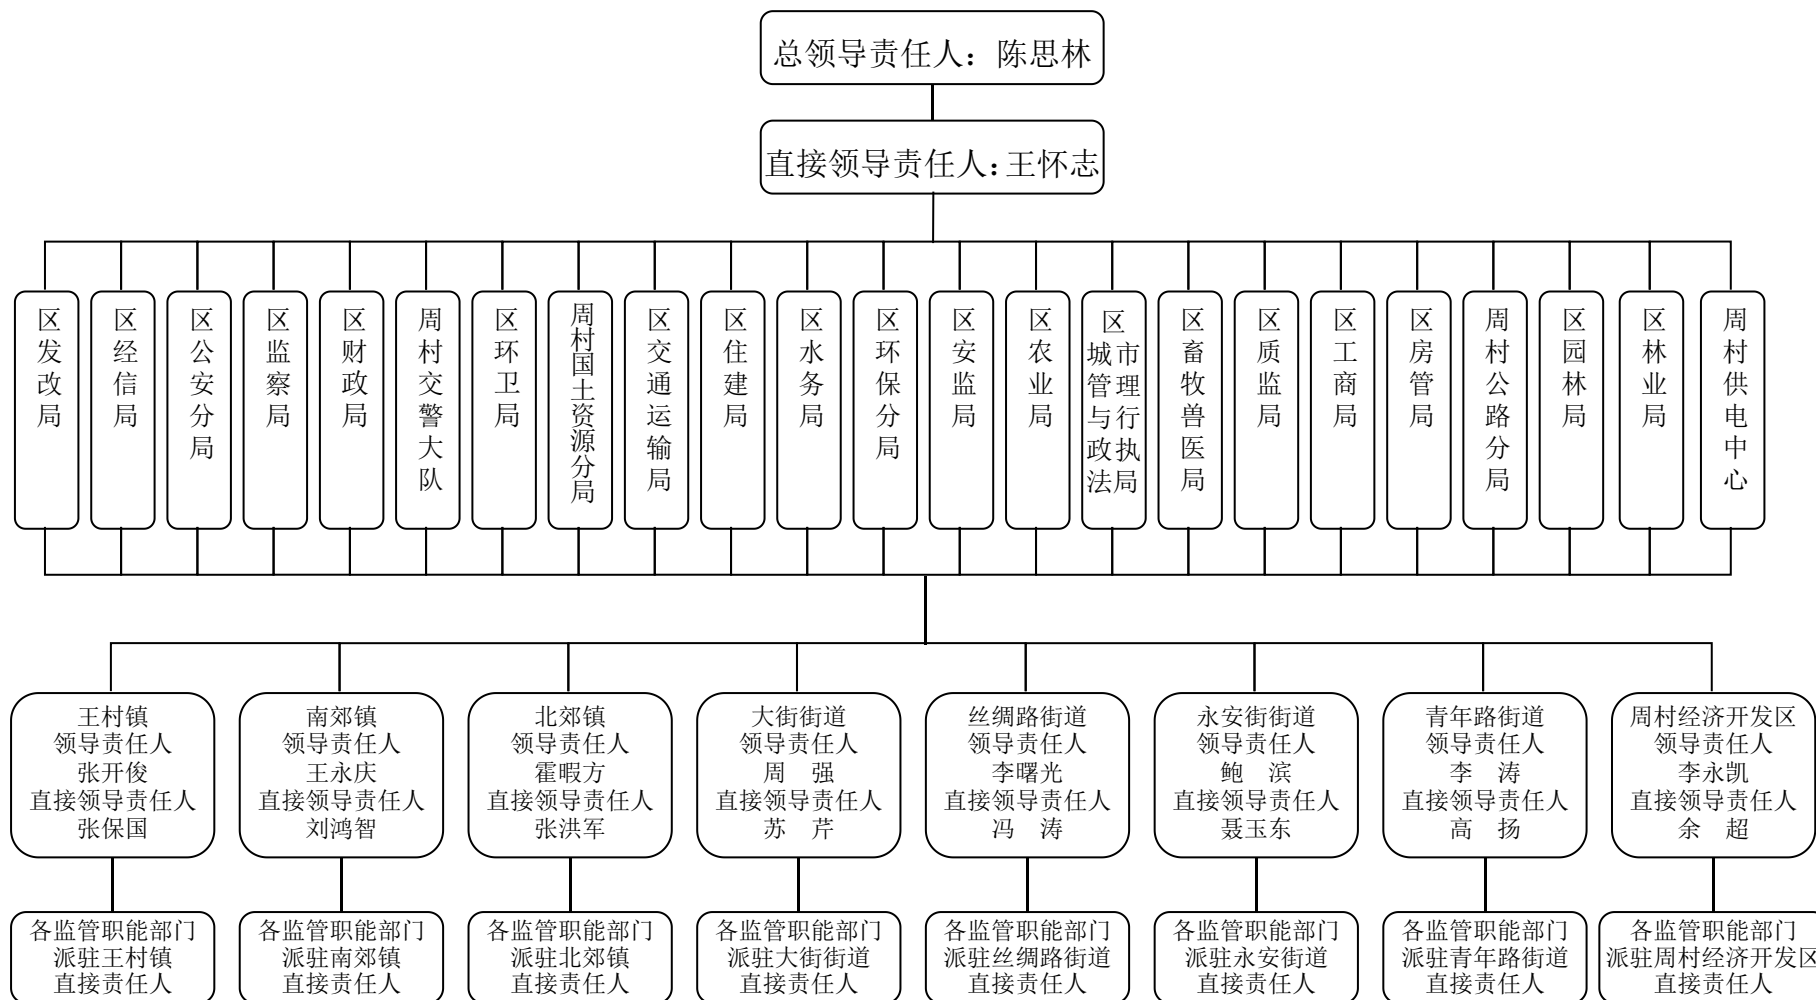 总领导责任人：陈思林
直接领导责任人：王怀志
区发改局
区经信局
区公安分局
区监察局
区财政局
周村交警大队
区环卫局
周村国土资源分局
区交通运输局
区住建局
区水务局
区环保分局
区安监局
区农业局
区城市管理与行政执法局
区畜牧兽医局
区质监局
区工商局
区房管局
周村公路分局
区园林局
区林业局
周村供电中心
王村镇
领导责任人
张开俊
直接领导责任人
张保国
南郊镇
领导责任人
王永庆
直接领导责任人
刘鸿智
北郊镇
领导责任人
霍暇方
直接领导责任人
张洪军
大街街道
领导责任人
周　强
直接领导责任人
苏　芹
丝绸路街道
领导责任人
李曙光
直接领导责任人
冯　涛
永安街街道
领导责任人
鲍　滨
直接领导责任人
聂玉东
青年路街道
领导责任人
李　涛
直接领导责任人
高　扬
周村经济开发区
领导责任人
李永凯
直接领导责任人
余　超
各监管职能部门
派驻王村镇
直接责任人
各监管职能部门
派驻南郊镇
直接责任人
各监管职能部门
派驻北郊镇
直接责任人
各监管职能部门
派驻大街街道
直接责任人
各监管职能部门
派驻丝绸路街道
直接责任人
各监管职能部门
派驻永安街道
直接责任人
各监管职能部门
派驻青年路街道
直接责任人
各监管职能部门
派驻周村经济开发区
直接责任人